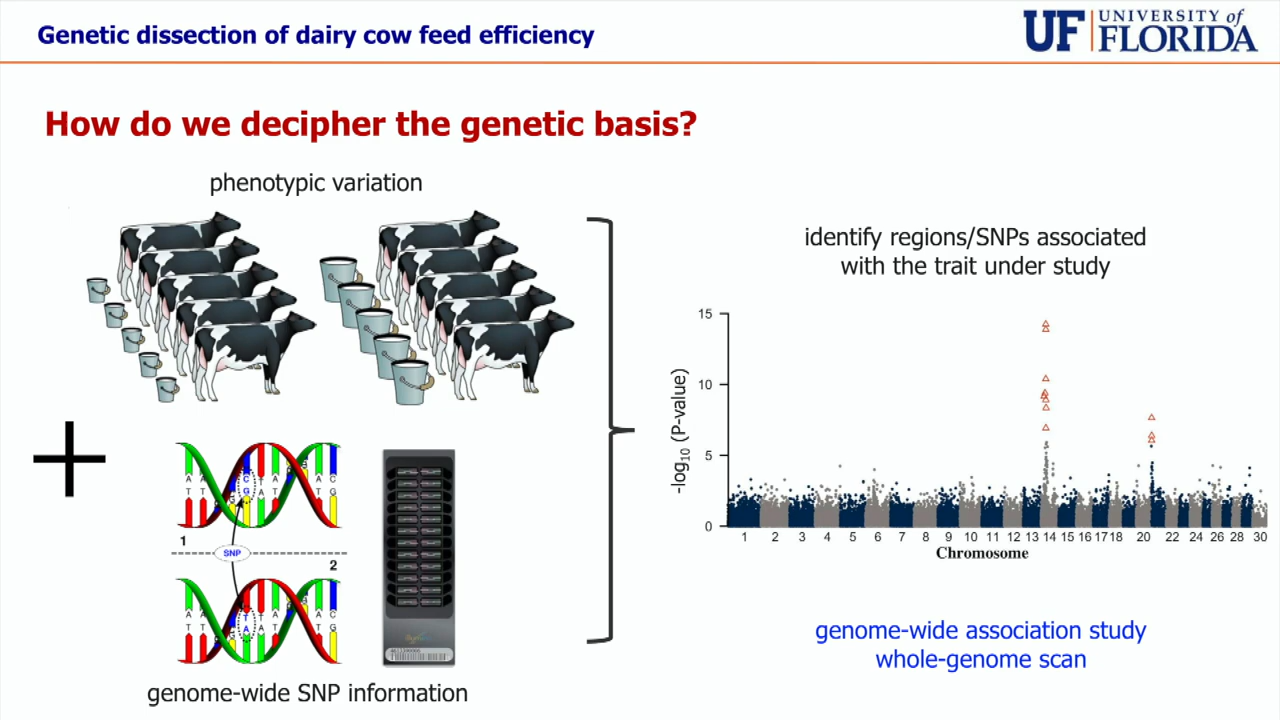 Genetic dissection of dairy cow feed efficiency
UF UNIVERSITY of
FLORIDA
How do we decipher the genetic basis?
phenotypic variation
identify regions/SNPs associated
with the trait under study
15
10
5
0
-log10 (P-value)
1 2 3 4 5 6 7 8 9 10 11 12 13 14 15 16 17 18 20 22 24 26 28 30
Chromosome
1
SNP
2
genome-wide association study
whole-genome scan
genome-wide SNP information